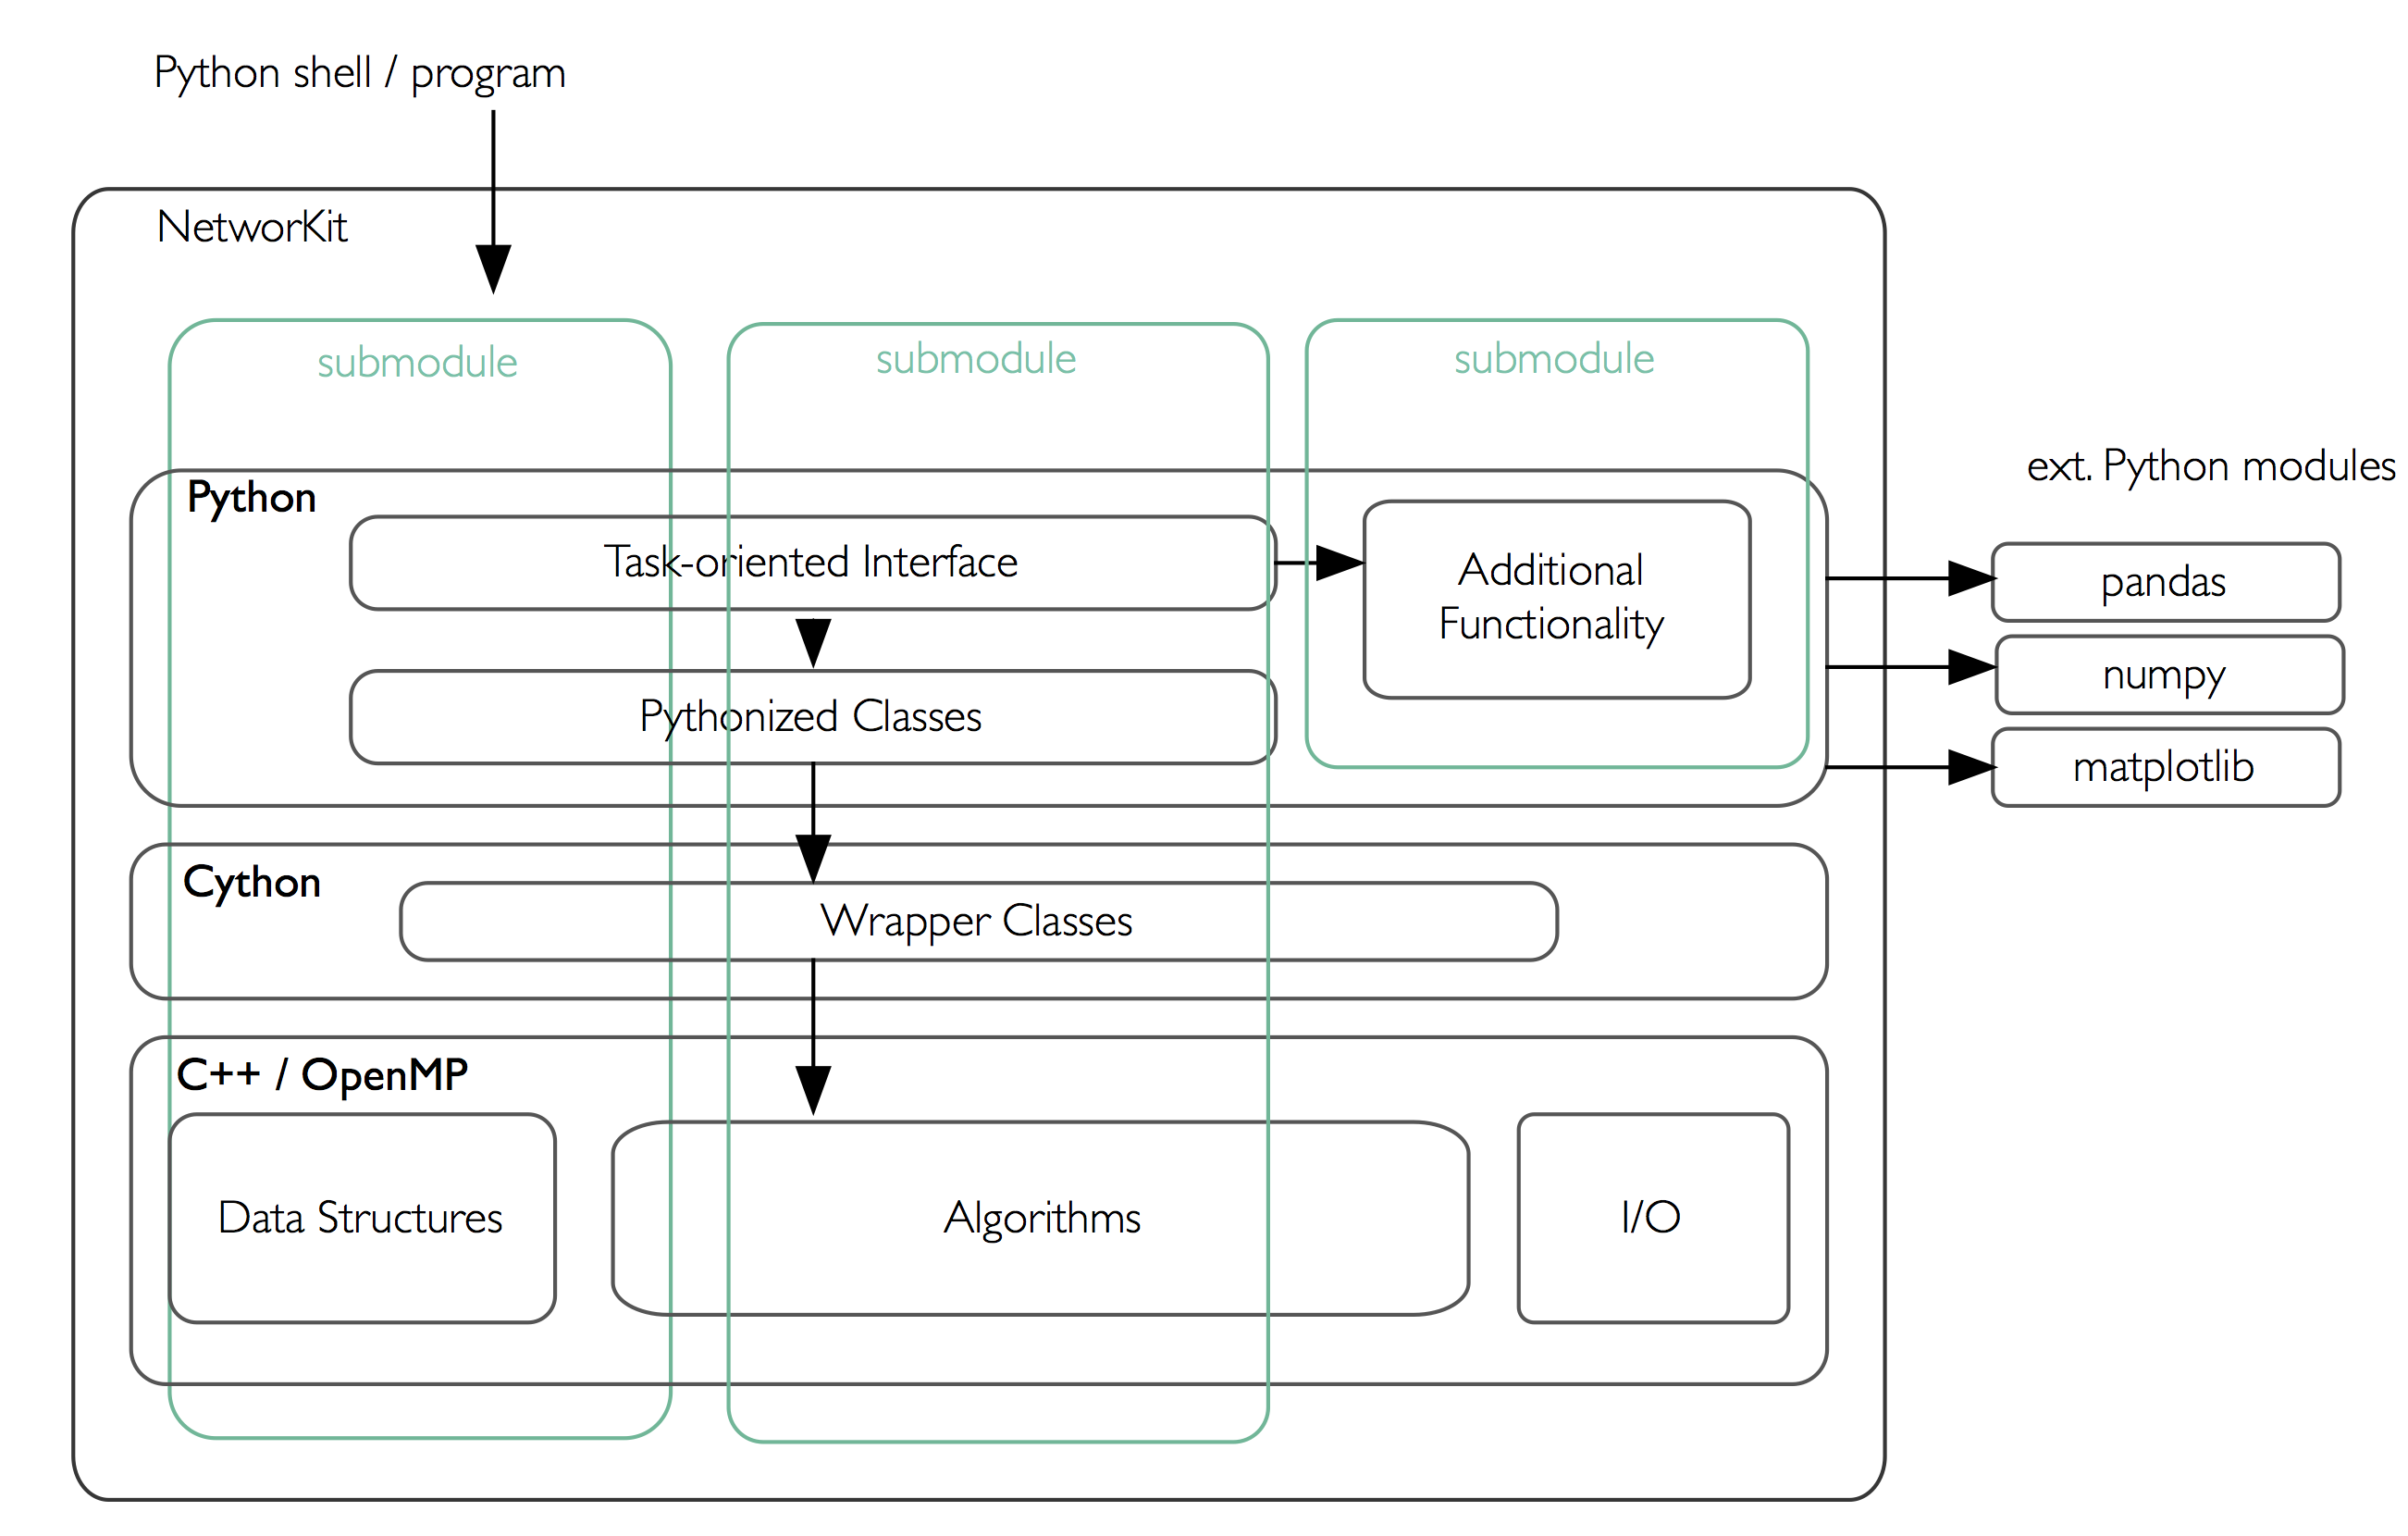 Python shell / program
NetworKit
submodule
submodule
submodule
ext. Python modules
Python
Task-oriented Interface
Additional
Functionality
pandas
numpy
matplotlib
Pythonized Classes
Cython
Wrapper Classes
C++ / OpenMP
Data Structures
Algorithms
I/O